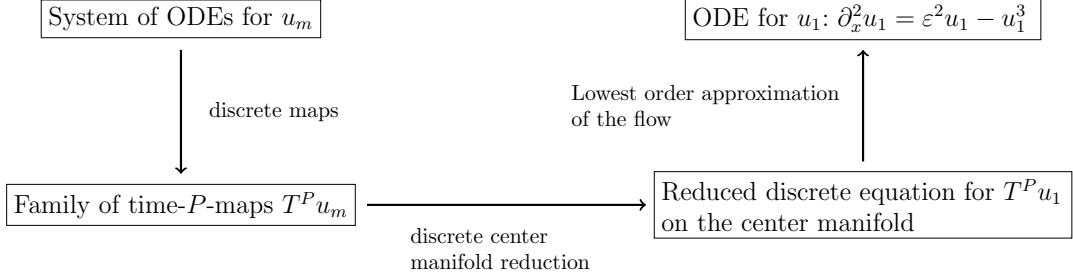 System of ODEs for $u_m$
ODE for $u_1$: $\partial_x^2 u_1 = \varepsilon^2 u_1 - u_1^3$
discrete maps
Lowest order approximation
of the flow
Family of time-$P$-maps $T^P u_m$
discrete center
manifold reduction
Reduced discrete equation for $T^P u_1$
on the center manifold